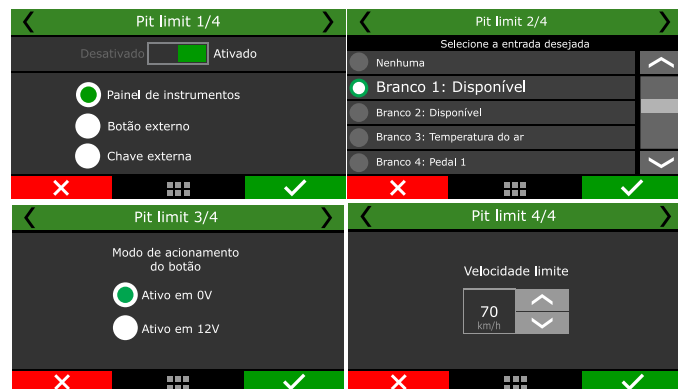 Pit limit 1/4
Desativado Ativado
Painel de instrumentos
Botão externo
Chave externa
Pit limit 2/4
Selecione a entrada desejada
Nenhuma
Branco 1: Disponível
Branco 2: Disponível
Branco 3: Temperatura do ar
Branco 4: Pedal 1
Pit limit 3/4
Modo de acionamento
do botão
Ativo em 0V
Ativo em 12V
Pit limit 4/4
Velocidade limite
70
km/h